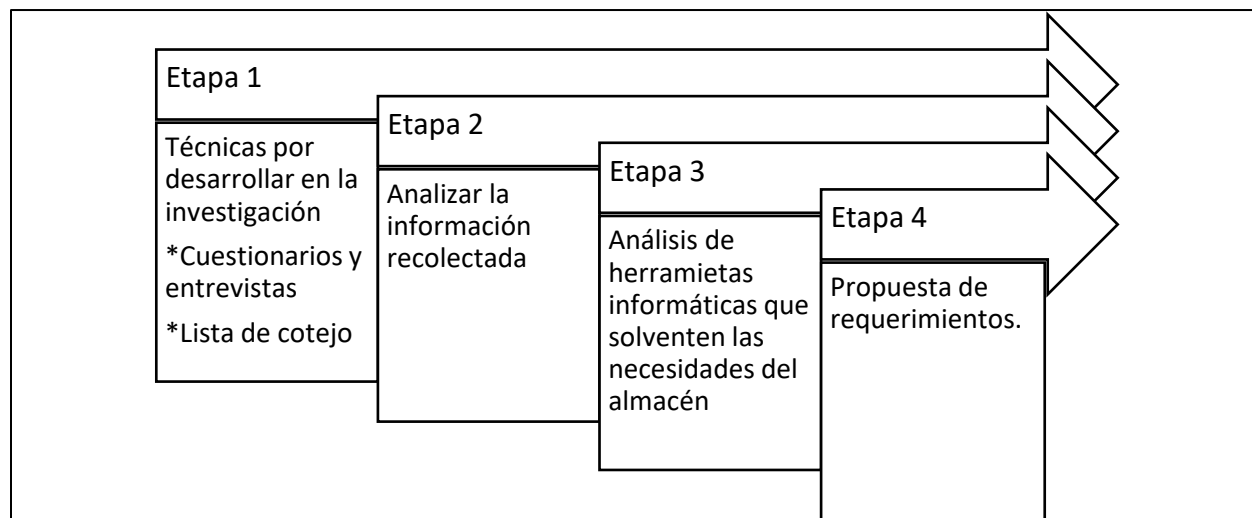 Etapa 1
Técnicas por
desarrollar en la
investigación
*Cuestionarios y
entrevistas
*Lista de cotejo
Etapa 2
Analizar la
información
recolectada
Etapa 3
Análisis de
herramietas
informáticas que
solventen las
necesidades del
almacén
Etapa 4
Propuesta de
requerimientos.